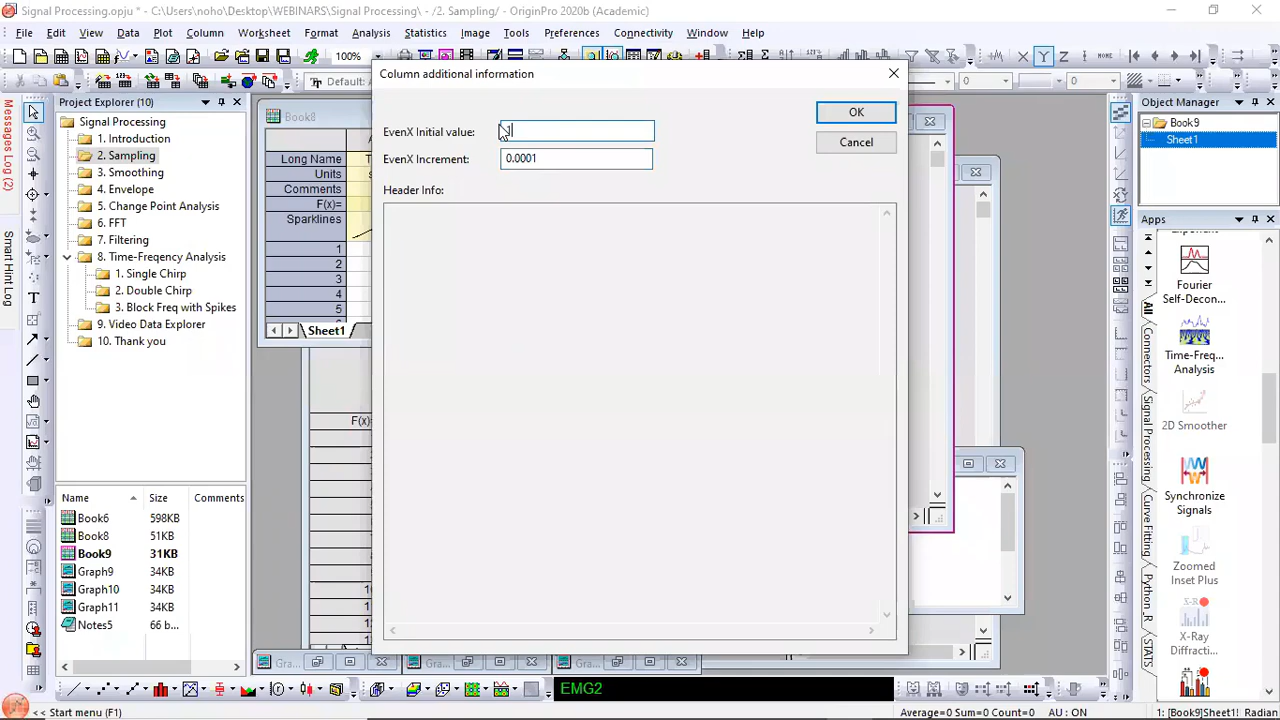 Signal Processing.opju * - C:\Users\noho\Desktop\WEBINARS\Signal Processing\ - /2. Sampling/ - OriginPro 2020b (Academic)
File Edit View Data Plot Column Worksheet Format Analysis Statistics Image Tools Preferences Connectivity Window Help
100%
Default: A
Messages Log (2)
Smart Hint Log
Project Explorer (10)
Signal Processing
1. Introduction
2. Sampling
3. Smoothing
4. Envelope
5. Change Point Analysis
6. FFT
7. Filtering
8. Time-Freqency Analysis
1. Single Chirp
2. Double Chirp
3. Block Freq with Spikes
9. Video Data Explorer
10. Thank you
Name Size Comments
Book6 598KB
Book8 51KB
Book9 31KB
Graph9 34KB
Graph10 34KB
Graph11 34KB
Notes5 66 b...
Book8
Long Name
Units
Comments
F(x)=
Sparklines
1
2
3
4
5
Sheet1
F(x)
Column additional information
EvenX Initial value:
EvenX Increment: 0.0001
Header Info:
OK
Cancel
Gra...
Gra...
Gra...
Object Manager
Book9
Sheet1
Apps
Fourier
Self-Decon...
Time-Freq...
Analysis
2D Smoother
Synchronize
Signals
Zoomed
Inset Plus
X-Ray
Diffracti...
All
Connectors
Signal Processing
Curve Fitting
Python_R
STATS
EMG2
<< Start menu (F1)
Average=0 Sum=0 Count=0 AU : ON 1: [Book9]Sheet1! Radian